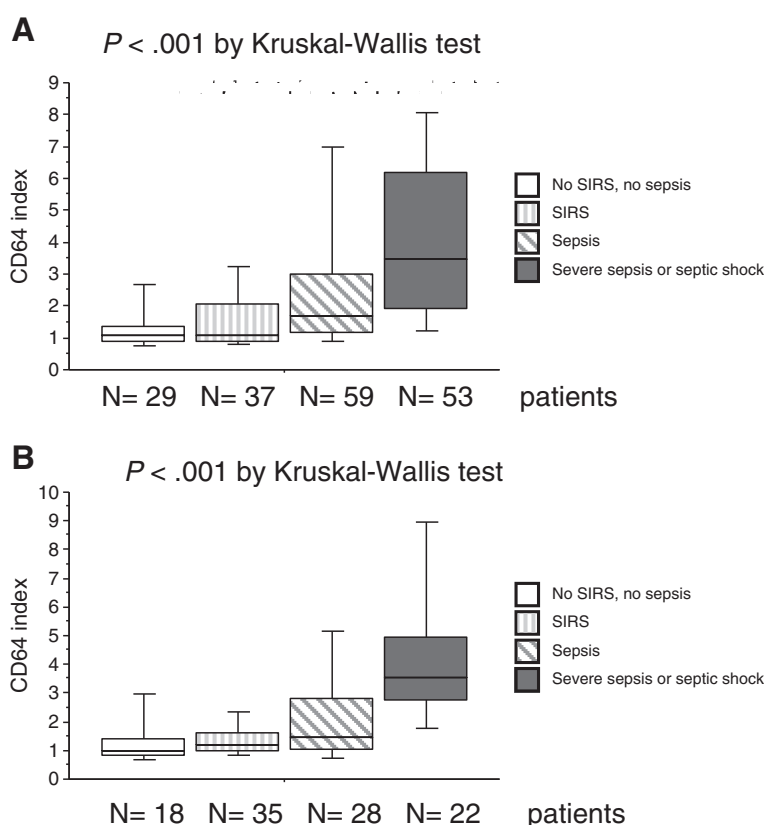 A
P < .001 by Kruskal-Wallis test
9
8
7
6
5
4
3
2
1
0
CD64 index
No SIRS, no sepsis
SIRS
Sepsis
Severe sepsis or septic shock
N= 29 N= 37 N= 59 N= 53 patients
B
P < .001 by Kruskal-Wallis test
10
9
8
7
6
5
4
3
2
1
0
CD64 index
No SIRS, no sepsis
SIRS
Sepsis
Severe sepsis or septic shock
N= 18 N= 35 N= 28 N= 22 patients